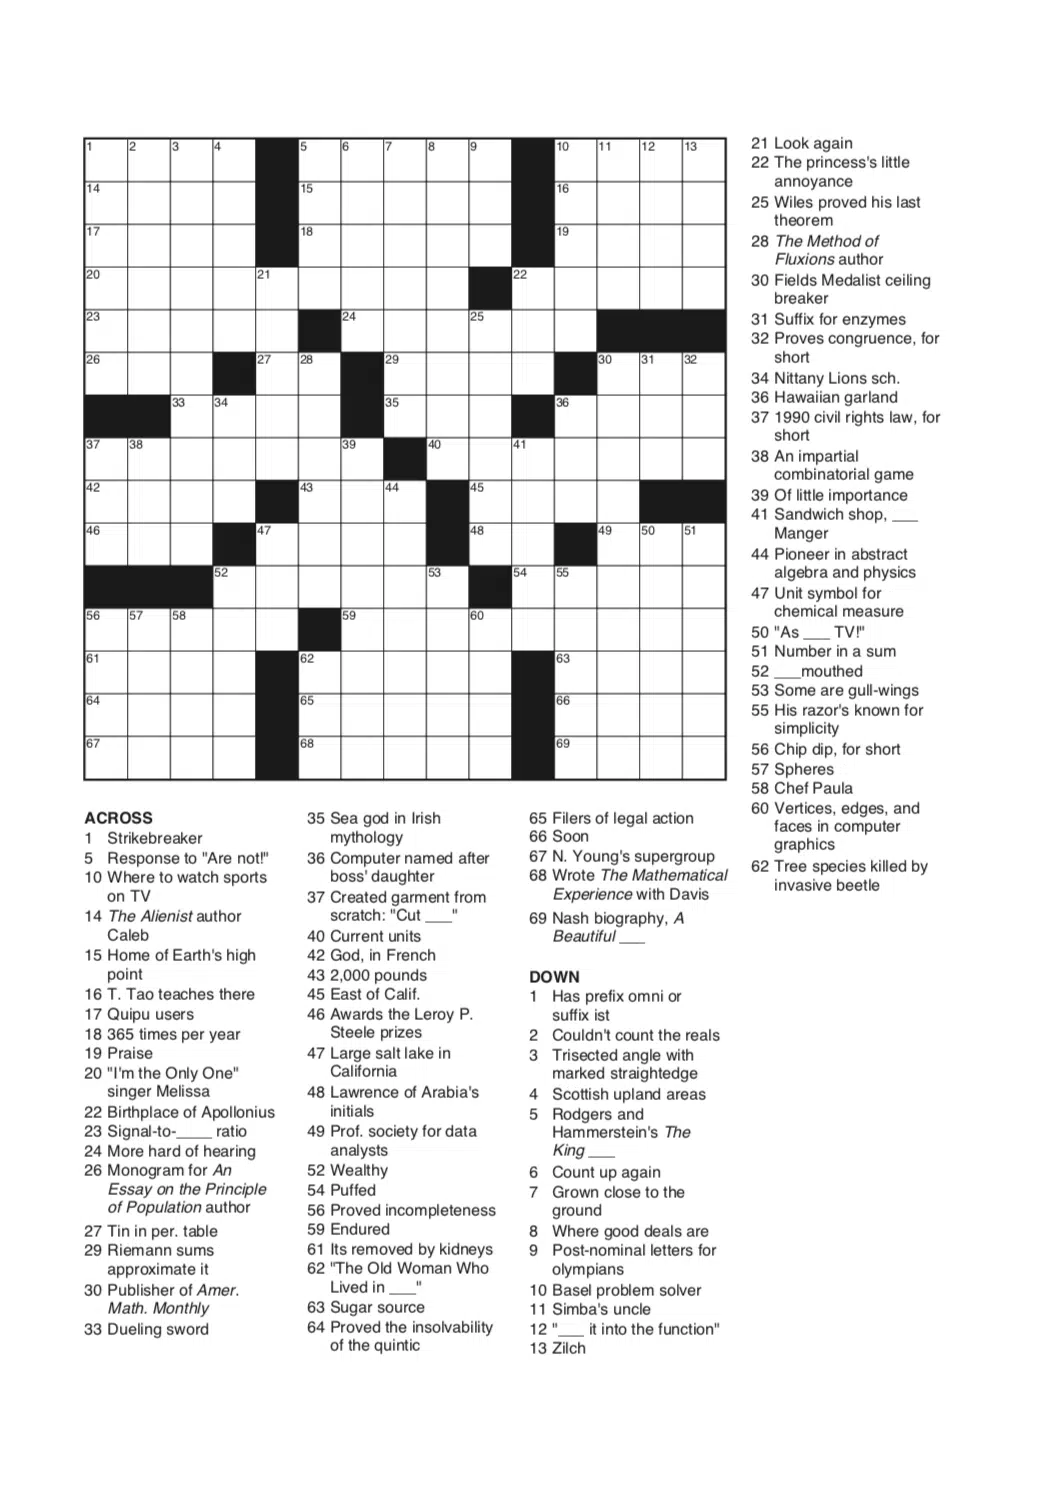 1 2 3 4 5 6 7 8 9 10 11 12 13
14 15 16
17 18 19
20 21 22
23 24 25
26 27 28 29 30 31 32
33 34 35 36
37 38 39 40 41
42 43 44 45
46 47 48 49 50 51
52 53 54 55
56 57 58 59 60
61 62 63
64 65 66
67 68 69
ACROSS
1 Strikebreaker
5 Response to "Are not!"
10 Where to watch sports
on TV
14 The Alienist author
Caleb
15 Home of Earth's high
point
16 T. Tao teaches there
17 Quipu users
18 365 times per year
19 Praise
20 "I'm the Only One"
singer Melissa
22 Birthplace of Apollonius
23 Signal-to-____ ratio
24 More hard of hearing
26 Monogram for An
Essay on the Principle
of Population author
27 Tin in per. table
29 Riemann sums
approximate it
30 Publisher of Amer.
Math. Monthly
33 Dueling sword
35 Sea god in Irish
mythology
36 Computer named after
boss' daughter
37 Created garment from
scratch: "Cut ___"
40 Current units
42 God, in French
43 2,000 pounds
45 East of Calif.
46 Awards the Leroy P.
Steele prizes
47 Large salt lake in
California
48 Lawrence of Arabia's
initials
49 Prof. society for data
analysts
52 Wealthy
54 Puffed
56 Proved incompleteness
59 Endured
61 Its removed by kidneys
62 "The Old Woman Who
Lived in ___"
63 Sugar source
64 Proved the insolvability
of the quintic
65 Filers of legal action
66 Soon
67 N. Young's supergroup
68 Wrote The Mathematical
Experience with Davis
69 Nash biography, A
Beautiful ___
DOWN
1 Has prefix omni or
suffix ist
2 Couldn't count the reals
3 Trisected angle with
marked straightedge
4 Scottish upland areas
5 Rodgers and
Hammerstein's The
King ___
6 Count up again
7 Grown close to the
ground
8 Where good deals are
9 Post-nominal letters for
olympians
10 Basel problem solver
11 Simba's uncle
12 "___ it into the function"
13 Zilch
21 Look again
22 The princess's little
annoyance
25 Wiles proved his last
theorem
28 The Method of
Fluxions author
30 Fields Medalist ceiling
breaker
31 Suffix for enzymes
32 Proves congruence, for
short
34 Nittany Lions sch.
36 Hawaiian garland
37 1990 civil rights law, for
short
38 An impartial
combinatorial game
39 Of little importance
41 Sandwich shop, ___
Manger
44 Pioneer in abstract
algebra and physics
47 Unit symbol for
chemical measure
50 "As ___ TV!"
51 Number in a sum
52 ___mouthed
53 Some are gull-wings
55 His razor's known for
simplicity
56 Chip dip, for short
57 Spheres
58 Chef Paula
60 Vertices, edges, and
faces in computer
graphics
62 Tree species killed by
invasive beetle